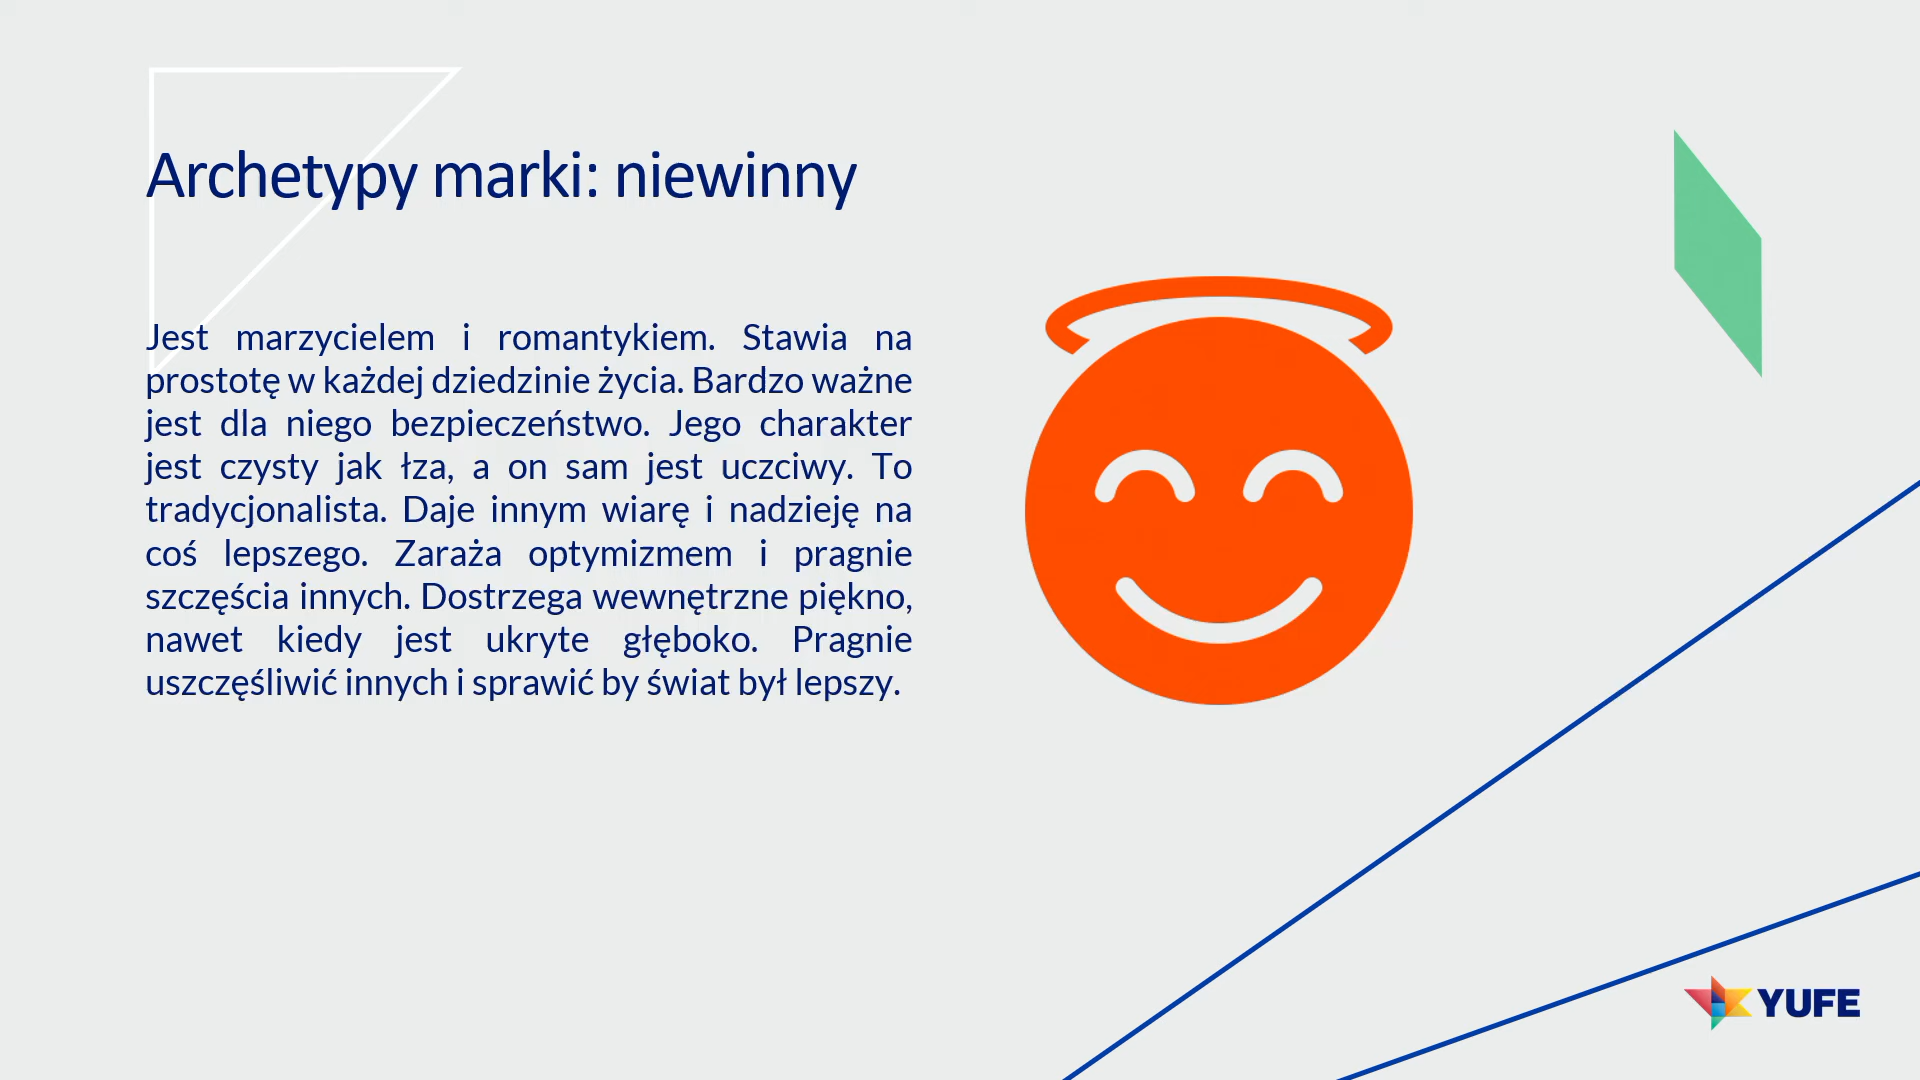 Archetypy marki: niewinny
Jest marzycielem i romantykiem. Stawia na
prostotę w każdej dziedzinie życia. Bardzo ważne
jest dla niego bezpieczeństwo. Jego charakter
jest czysty jak łza, a on sam jest uczciwy. To
tradycjonalista. Daje innym wiarę i nadzieję na
coś lepszego. Zaraża optymizmem i pragnie
szczęścia innych. Dostrzega wewnętrzne piękno,
nawet kiedy jest ukryte głęboko. Pragnie
uszczęśliwić innych i sprawić by świat był lepszy.
YUFE